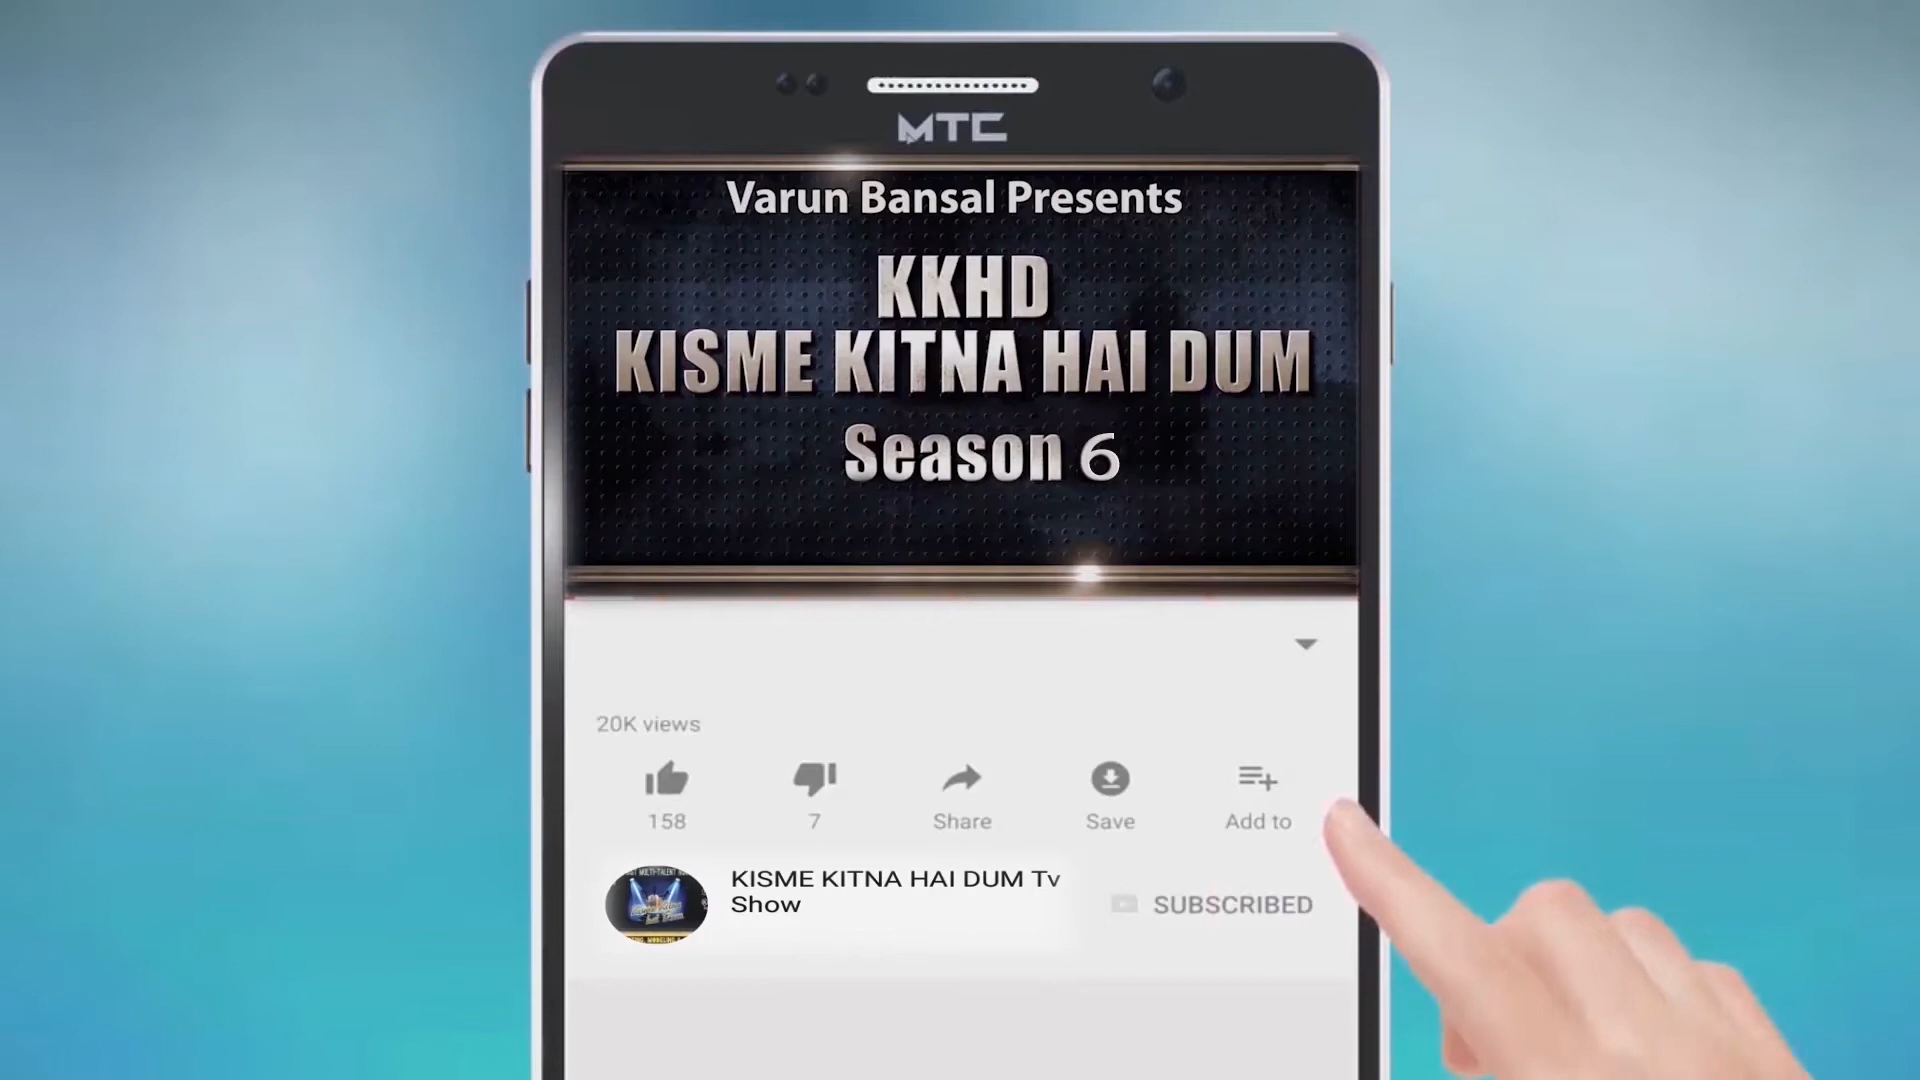 MTC
Varun Bansal Presents
KKHD
KISME KITNA HAI DUM
Season 6
20K views
158
7
Share
Save
Add to
KISME KITNA HAI DUM Tv
Show
SUBSCRIBED